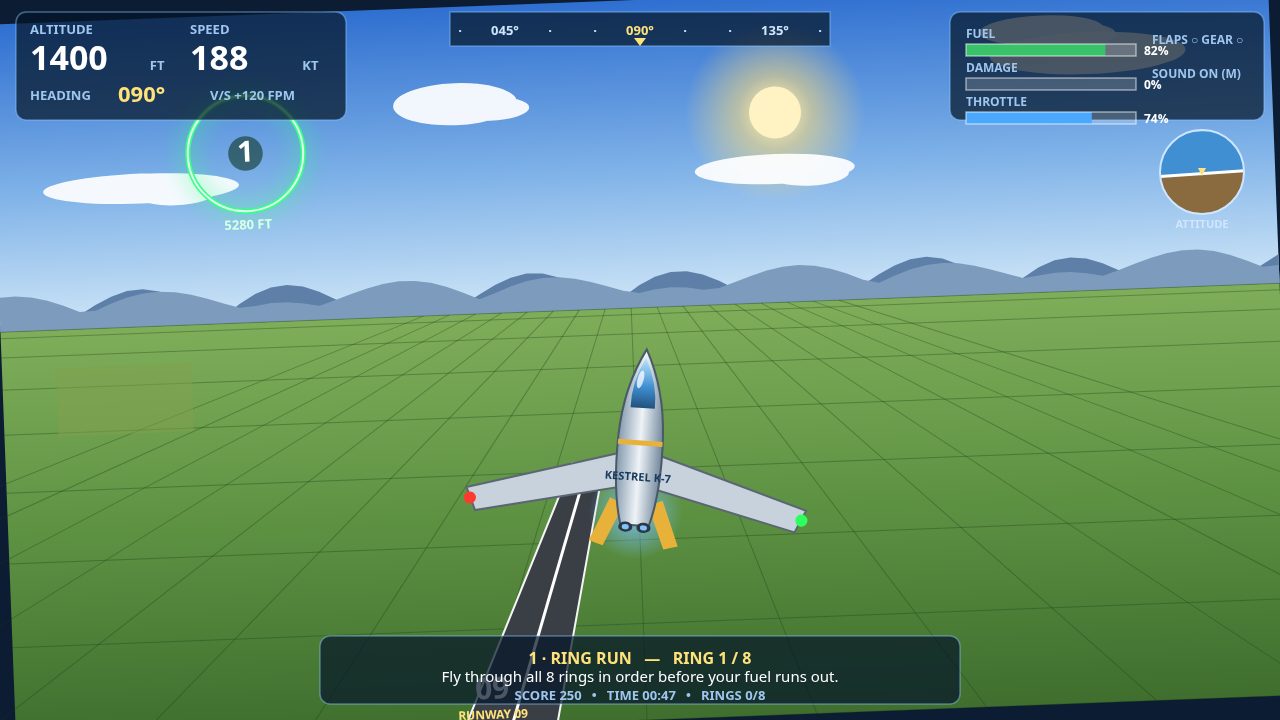 ALTITUDE SPEED
1400 FT 188 KT
HEADING 090° V/S +120 FPM
· 045° · · 090° · · 135° ·
FUEL
82%
FLAPS ○ GEAR ○
DAMAGE
0%
SOUND ON (M)
THROTTLE
74%
ATTITUDE
1
5280 FT
KESTREL K-7
1 · RING RUN — RING 1 / 8
Fly through all 8 rings in order before your fuel runs out.
SCORE 250 • TIME 00:47 • RINGS 0/8
09
RUNWAY 09